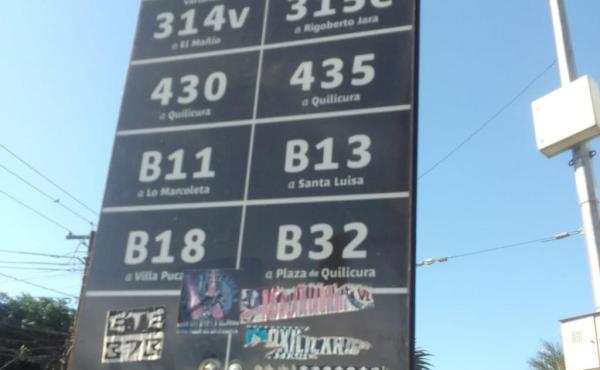 314v 315e
a El Mañío a Rigoberto Jara
430 435
a Quilicura a Quilicura
B11 B13
a Lo Marcoleta a Santa Luisa
B18 B32
a Villa Puca a Plaza de Quilicura